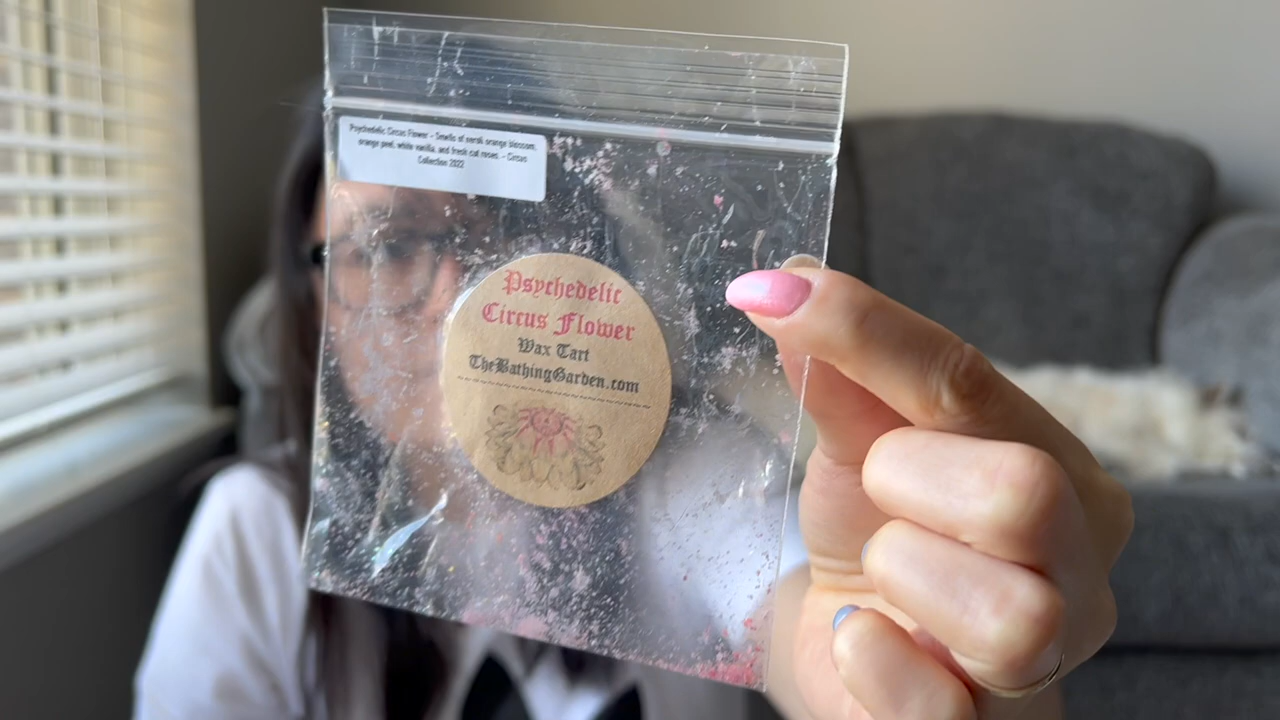 Psychedelic Circus Flower - Smells of neroli orange blossom,
orange peel, white vanilla, and fresh cut roses. - Circus
Collection 2022
Psychedelic
Circus Flower
Wax Tart
TheBathingGarden.com